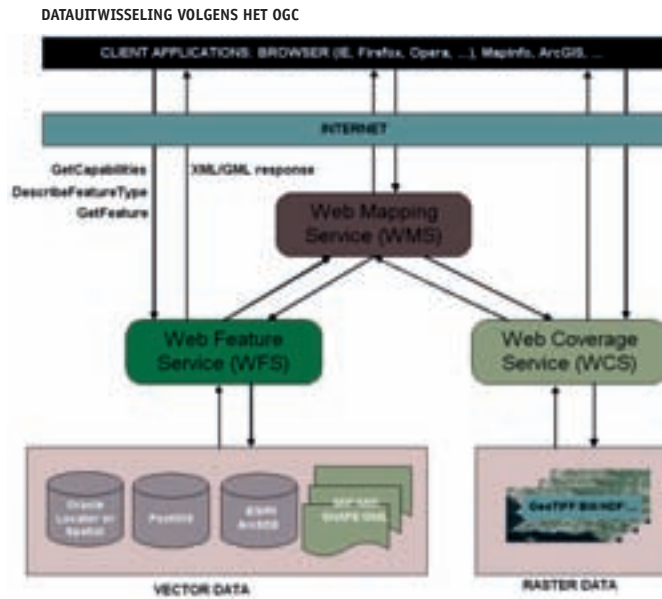 DATAUITWISSELING VOLGENS HET OGC
CLIENT APPLICATIONS: BROWSER (IE, Firefox, Opera, ...), MapInfo, ArcGIS, ...
INTERNET
GetCapabilities
DescribeFeatureType
GetFeature
XML/GML response
Web Mapping
Service (WMS)
Web Feature
Service (WFS)
Web Coverage
Service (WCS)
Oracle
Locator or
Spatial
PostGIS
ESRI
ArcSDE
SHAPE/GML
GeoTIFF/Bil/HDF ...
VECTOR DATA
RASTER DATA